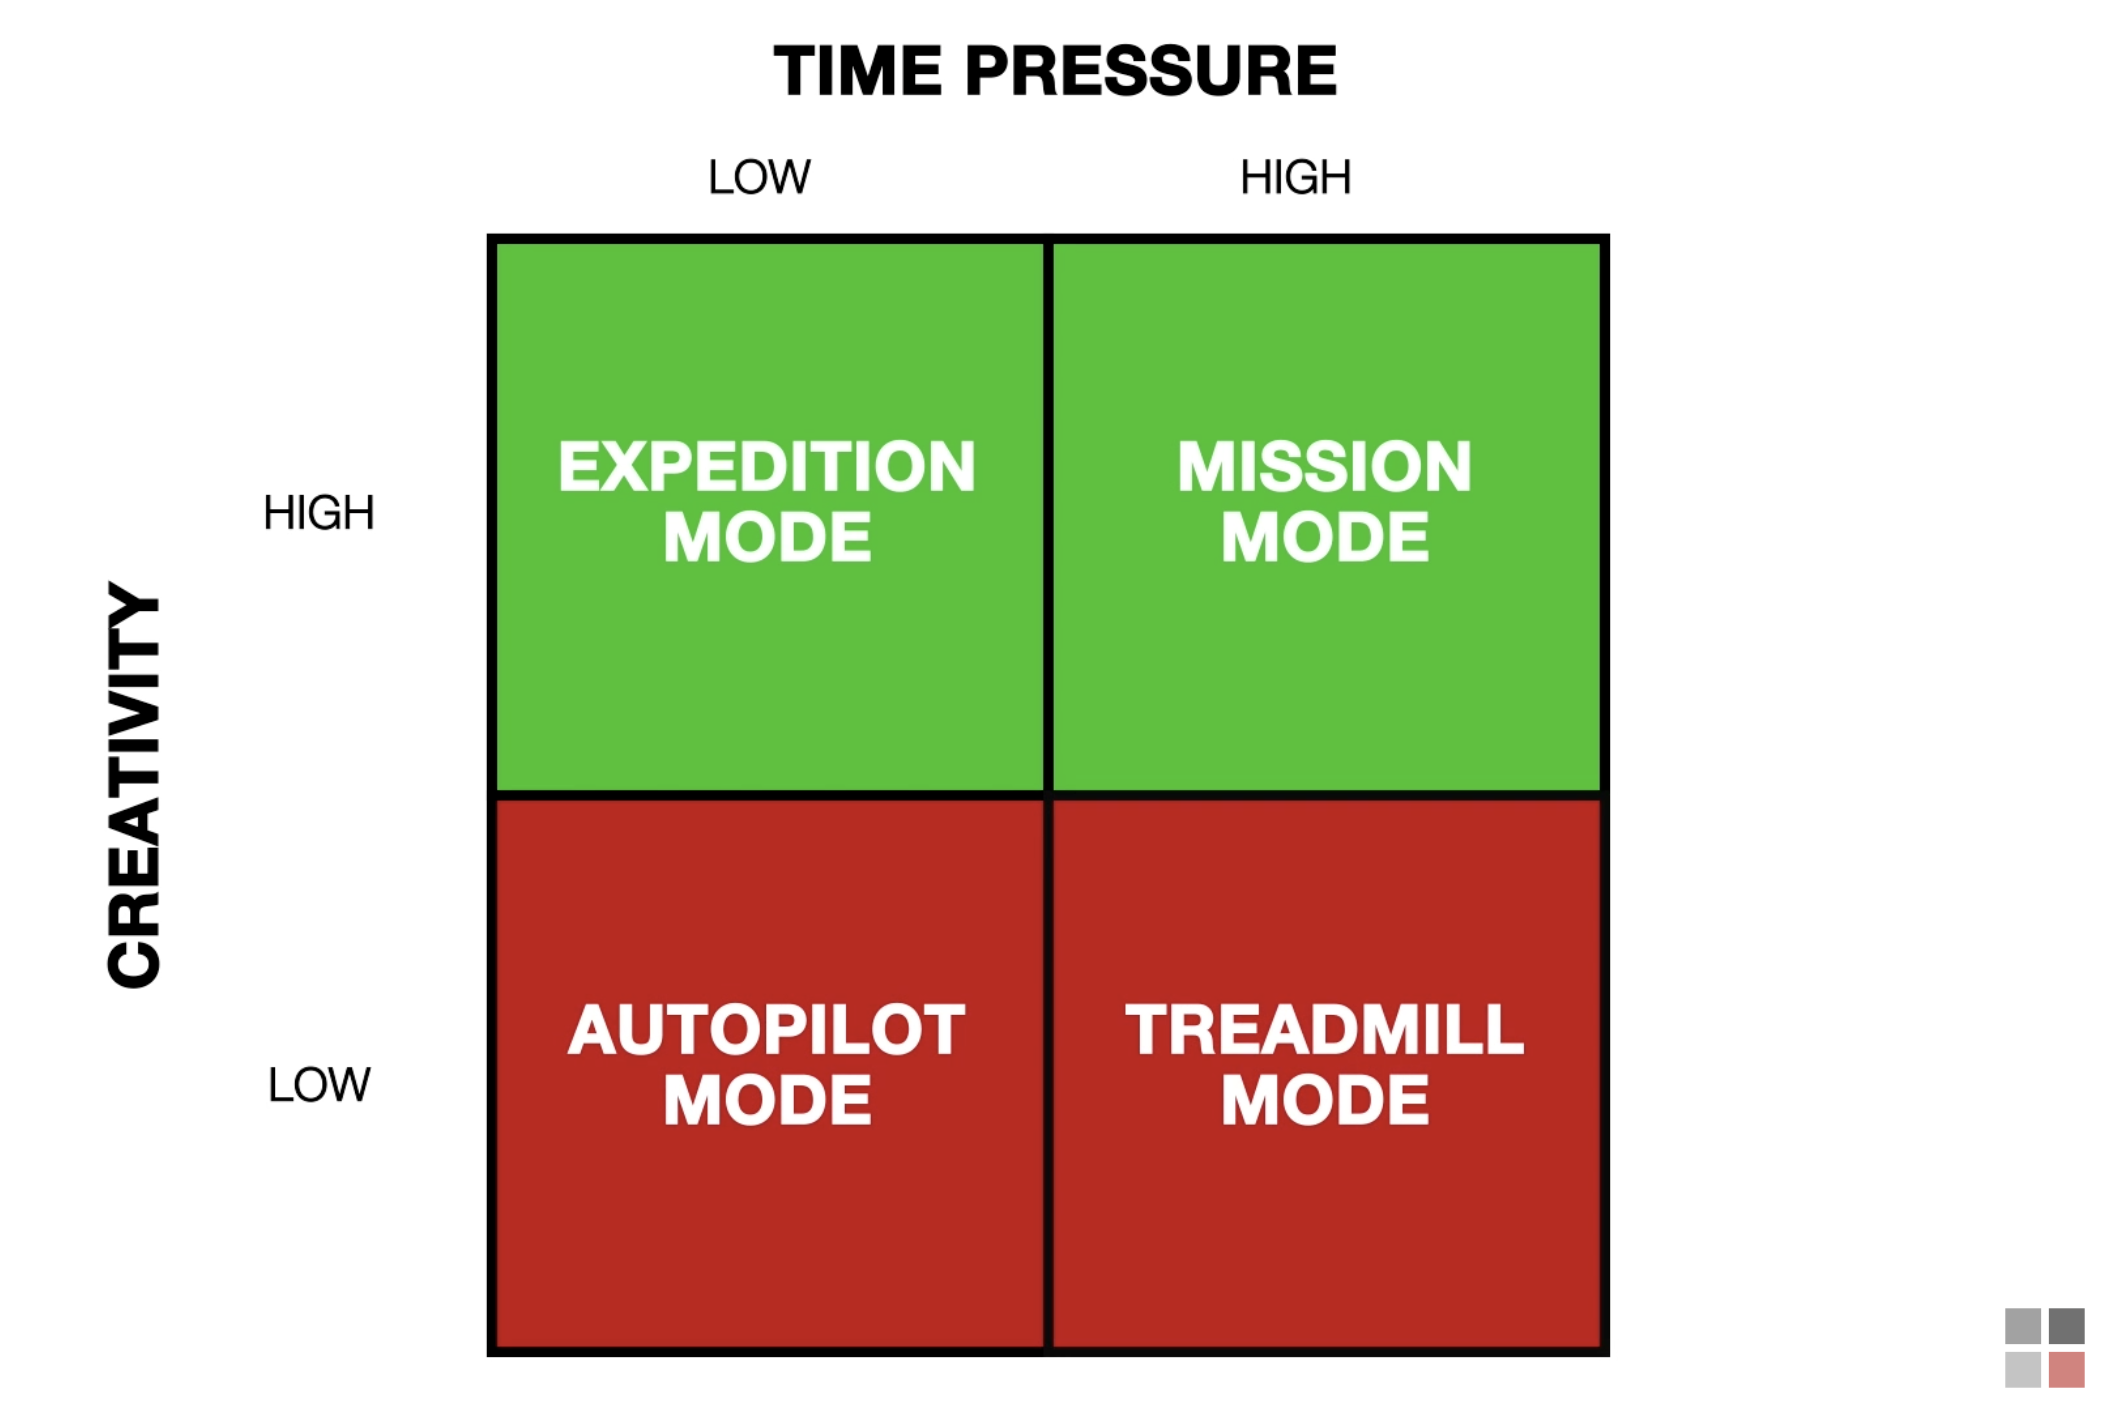 TIME PRESSURE
LOW
HIGH
HIGH
EXPEDITION
MODE
MISSION
MODE
CREATIVITY
LOW
AUTOPILOT
MODE
TREADMILL
MODE